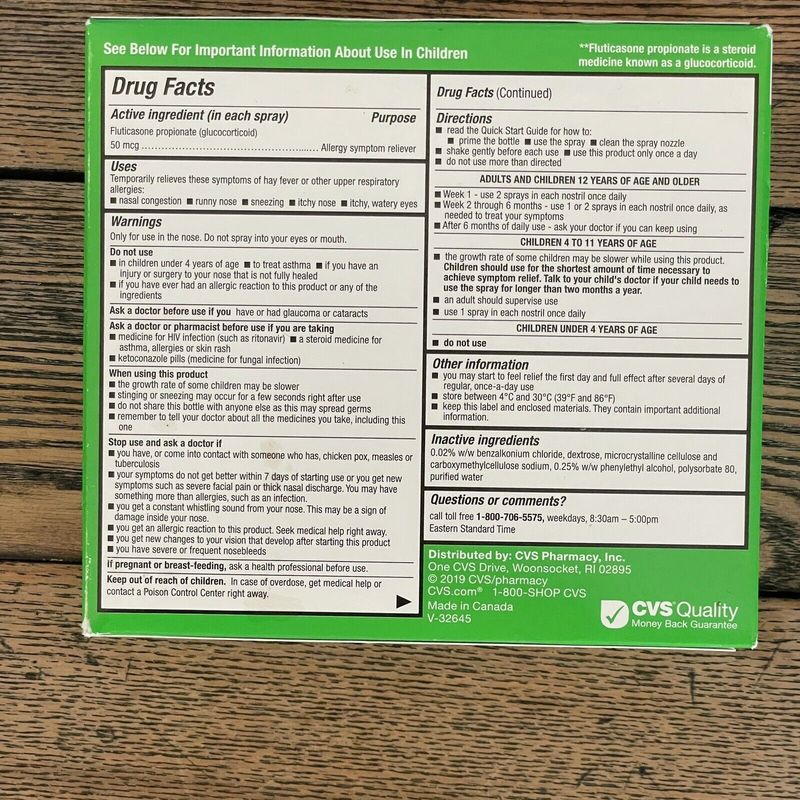 See Below For Important Information About Use In Children
**Fluticasone propionate is a steroid
medicine known as a glucocorticoid.
Drug Facts
Active ingredient (in each spray) Purpose
Fluticasone propionate (glucocorticoid)
50 mcg ........................................ Allergy symptom reliever
Uses
Temporarily relieves these symptoms of hay fever or other upper respiratory
allergies:
■ nasal congestion ■ runny nose ■ sneezing ■ itchy nose ■ itchy, watery eyes
Warnings
Only for use in the nose. Do not spray into your eyes or mouth.
Do not use
■ in children under 4 years of age ■ to treat asthma ■ if you have an
injury or surgery to your nose that is not fully healed
■ if you have ever had an allergic reaction to this product or any of the
ingredients
Ask a doctor before use if you have or had glaucoma or cataracts
Ask a doctor or pharmacist before use if you are taking
■ medicine for HIV infection (such as ritonavir) ■ a steroid medicine for
asthma, allergies or skin rash
■ ketoconazole pills (medicine for fungal infection)
When using this product
■ the growth rate of some children may be slower
■ stinging or sneezing may occur for a few seconds right after use
■ do not share this bottle with anyone else as this may spread germs
■ remember to tell your doctor about all the medicines you take, including this
one
Stop use and ask a doctor if
■ you have, or come into contact with someone who has, chicken pox, measles or
tuberculosis
■ your symptoms do not get better within 7 days of starting use or you get new
symptoms such as severe facial pain or thick nasal discharge. You may have
something more than allergies, such as an infection.
■ you get a constant whistling sound from your nose. This may be a sign of
damage inside your nose.
■ you get an allergic reaction to this product. Seek medical help right away.
■ you get new changes to your vision that develop after starting this product
■ you have severe or frequent nosebleeds
If pregnant or breast-feeding, ask a health professional before use.
Keep out of reach of children. In case of overdose, get medical help or
contact a Poison Control Center right away.
Drug Facts (Continued)
Directions
■ read the Quick Start Guide for how to:
■ prime the bottle ■ use the spray ■ clean the spray nozzle
■ shake gently before each use ■ use this product only once a day
■ do not use more than directed
ADULTS AND CHILDREN 12 YEARS OF AGE AND OLDER
■ Week 1 - use 2 sprays in each nostril once daily
■ Week 2 through 6 months - use 1 or 2 sprays in each nostril once daily, as
needed to treat your symptoms
■ After 6 months of daily use - ask your doctor if you can keep using
CHILDREN 4 TO 11 YEARS OF AGE
■ the growth rate of some children may be slower while using this product.
Children should use for the shortest amount of time necessary to
achieve symptom relief. Talk to your child's doctor if your child needs to
use the spray for longer than two months a year.
■ an adult should supervise use
■ use 1 spray in each nostril once daily
CHILDREN UNDER 4 YEARS OF AGE
■ do not use
Other information
■ you may start to feel relief the first day and full effect after several days of
regular, once-a-day use
■ store between 4°C and 30°C (39°F and 86°F)
■ keep this label and enclosed materials. They contain important additional
information.
Inactive ingredients
0.02% w/w benzalkonium chloride, dextrose, microcrystalline cellulose and
carboxymethylcellulose sodium, 0.25% w/w phenylethyl alcohol, polysorbate 80,
purified water
Questions or comments?
call toll free 1-800-706-5575, weekdays, 8:30am – 5:00pm
Eastern Standard Time
Distributed by: CVS Pharmacy, Inc.
One CVS Drive, Woonsocket, RI 02895
© 2019 CVS/pharmacy
CVS.com® 1-800-SHOP CVS
Made in Canada
V-32645
CVS Quality
Money Back Guarantee